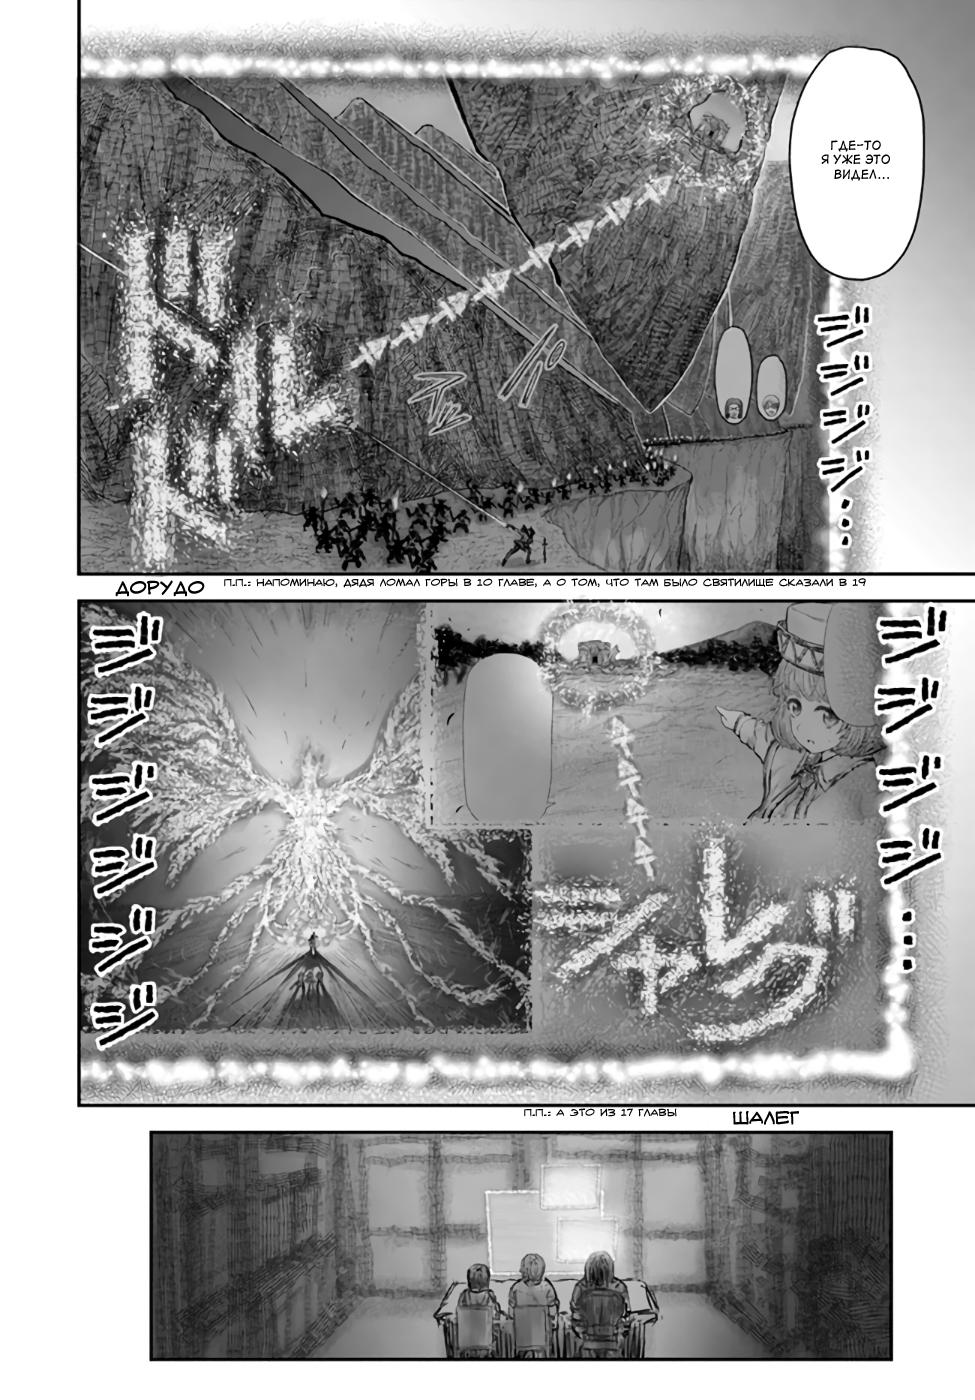 ГДЕ-ТО
Я УЖЕ ЭТО
ВИДЕЛ...
ドルド
ジジジジ...
ДОРУДО
П.П.: НАПОМИНАЮ, ДЯДЯ ЛОМАЛ ГОРЫ В 10 ГЛАВЕ, А О ТОМ, ЧТО ТАМ БЫЛО СВЯТИЛИЩЕ СКАЗАЛИ В 19
ジジジジ...
ジジジジジ
シャレグ
П.П.: А ЭТО ИЗ 17 ГЛАВЫ
ШАЛЕГ